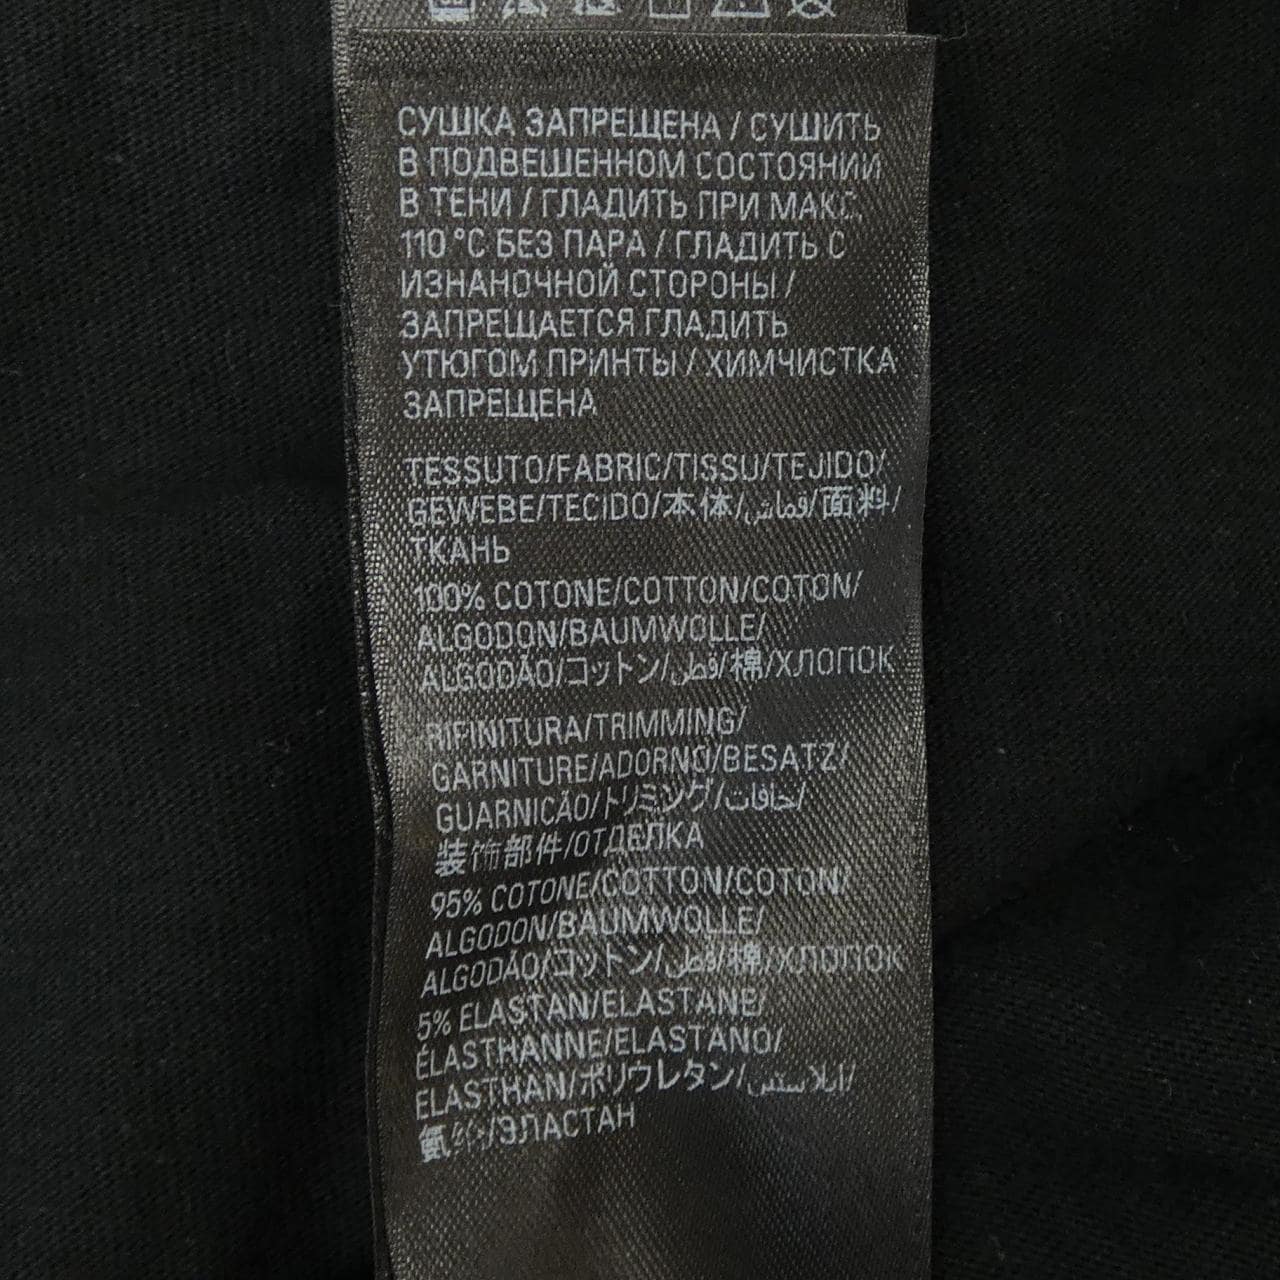 СУШКА ЗАПРЕЩЕНА / СУШИТЬ
В ПОДВЕШЕННОМ СОСТОЯНИИ
В ТЕНИ / ГЛАДИТЬ ПРИ МАКС.
110 °C БЕЗ ПАРА / ГЛАДИТЬ С
ИЗНАНОЧНОЙ СТОРОНЫ /
ЗАПРЕЩАЕТСЯ ГЛАДИТЬ
УТЮГОМ ПРИНТЫ / ХИМЧИСТКА
ЗАПРЕЩЕНА
TESSUTO/FABRIC/TISSU/TEJIDO/
GEWEBE/TECIDO/本体/قماش/面料/
ТКАНЬ
100% COTONE/COTTON/COTON/
ALGODON/BAUMWOLLE/
ALGODÃO/コットン/قطن/棉/ХЛОПОК
RIFINITURA/TRIMMING/
GARNITURE/ADORNO/BESATZ/
GUARNICÃO/トリミング/حافات/
装饰部件/ОТДЕЛКА
95% COTONE/COTTON/COTON/
ALGODON/BAUMWOLLE/
ALGODÃO/コットン/قطن/棉/ХЛОПОК
5% ELASTAN/ELASTANE/
ÉLASTHANNE/ELASTANO/
ELASTHAN/ポリウレタン/ايلاستين/
氨纶/ЭЛАСТАН